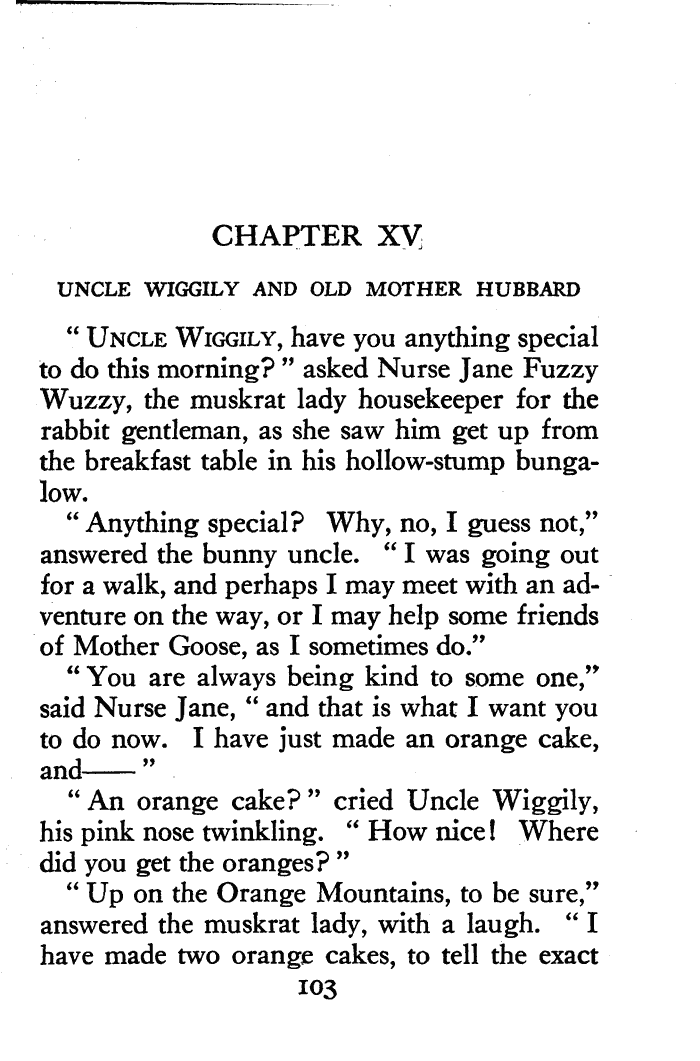 CHAPTER XV
UNCLE WIGGILY AND OLD MOTHER HUBBARD
“ UNCLE WIGGILY, have you anything special
to do this morning? ” asked Nurse Jane Fuzzy
Wuzzy, the muskrat lady housekeeper for the
rabbit gentleman, as she saw him get up from
the breakfast table in his hollow-stump bunga-
low.
“ Anything special? Why, no, I guess not,”
answered the bunny uncle. “ I was going out
for a walk, and perhaps I may meet with an ad-
venture on the way, or I may help some friends
of Mother Goose, as I sometimes do.”
“ You are always being kind to some one,”
said Nurse Jane, “ and that is what I want you
to do now. I have just made an orange cake,
and—— ”
“ An orange cake? ” cried Uncle Wiggily,
his pink nose twinkling. “ How nice! Where
did you get the oranges? ”
“ Up on the Orange Mountains, to be sure,”
answered the muskrat lady, with a laugh. “ I
have made two orange cakes, to tell the exact
103